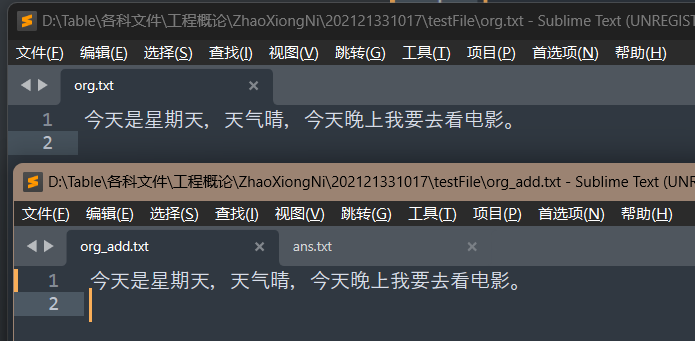 D:\Table\各科文件\工程概论\ZhaoXiongNi\202121331017\testFile\org.txt - Sublime Text (UNREGIST
文件(F) 编辑(E) 选择(S) 查找(I) 视图(V) 跳转(G) 工具(T) 项目(P) 首选项(N) 帮助(H)
org.txt
1 今天是星期天，天气晴，今天晚上我要去看电影。
2
D:\Table\各科文件\工程概论\ZhaoXiongNi\202121331017\testFile\org_add.txt - Sublime Text (UNR
文件(F) 编辑(E) 选择(S) 查找(I) 视图(V) 跳转(G) 工具(T) 项目(P) 首选项(N) 帮助(H)
org_add.txt ans.txt
1 今天是星期天，天气晴，今天晚上我要去看电影。
2